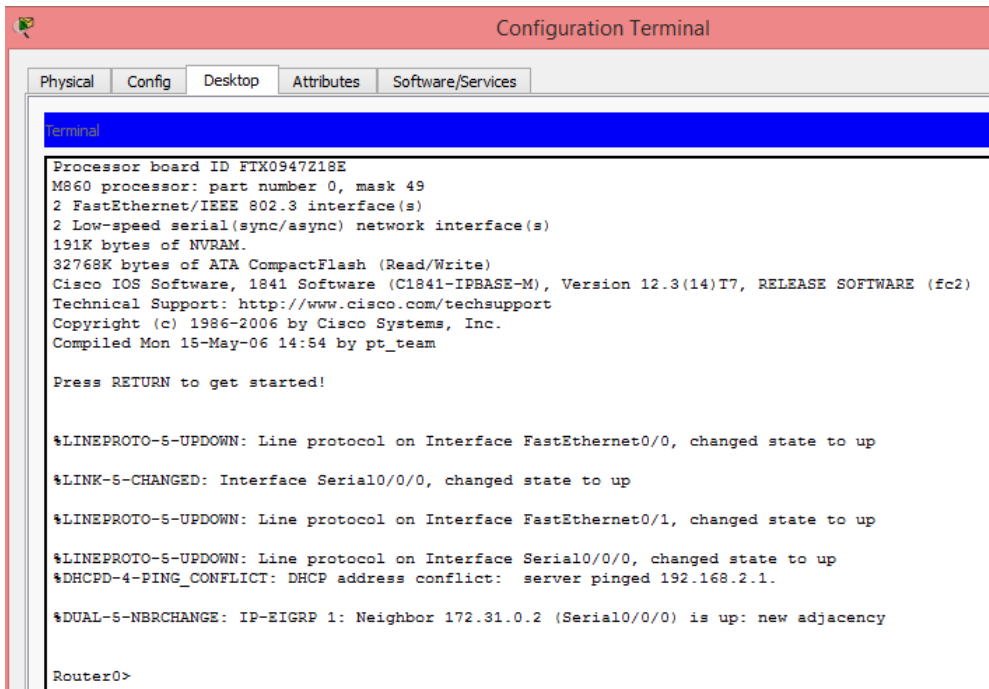 Configuration Terminal
Physical Config Desktop Attributes Software/Services
Terminal
Processor board ID FTX0947Z18E
M860 processor: part number 0, mask 49
2 FastEthernet/IEEE 802.3 interface(s)
2 Low-speed serial(sync/async) network interface(s)
191K bytes of NVRAM.
32768K bytes of ATA CompactFlash (Read/Write)
Cisco IOS Software, 1841 Software (C1841-IPBASE-M), Version 12.3(14)T7, RELEASE SOFTWARE (fc2)
Technical Support: http://www.cisco.com/techsupport
Copyright (c) 1986-2006 by Cisco Systems, Inc.
Compiled Mon 15-May-06 14:54 by pt_team
Press RETURN to get started!
%LINEPROTO-5-UPDOWN: Line protocol on Interface FastEthernet0/0, changed state to up
%LINK-5-CHANGED: Interface Serial0/0/0, changed state to up
%LINEPROTO-5-UPDOWN: Line protocol on Interface FastEthernet0/1, changed state to up
%LINEPROTO-5-UPDOWN: Line protocol on Interface Serial0/0/0, changed state to up
%DHCPD-4-PING_CONFLICT: DHCP address conflict:  server pinged 192.168.2.1.
%DUAL-5-NBRCHANGE: IP-EIGRP 1: Neighbor 172.31.0.2 (Serial0/0/0) is up: new adjacency
Router0>